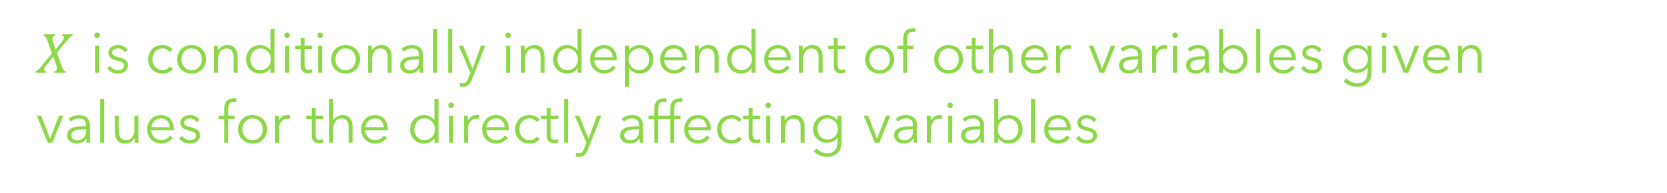 X is conditionally independent of other variables given
values for the directly affecting variables